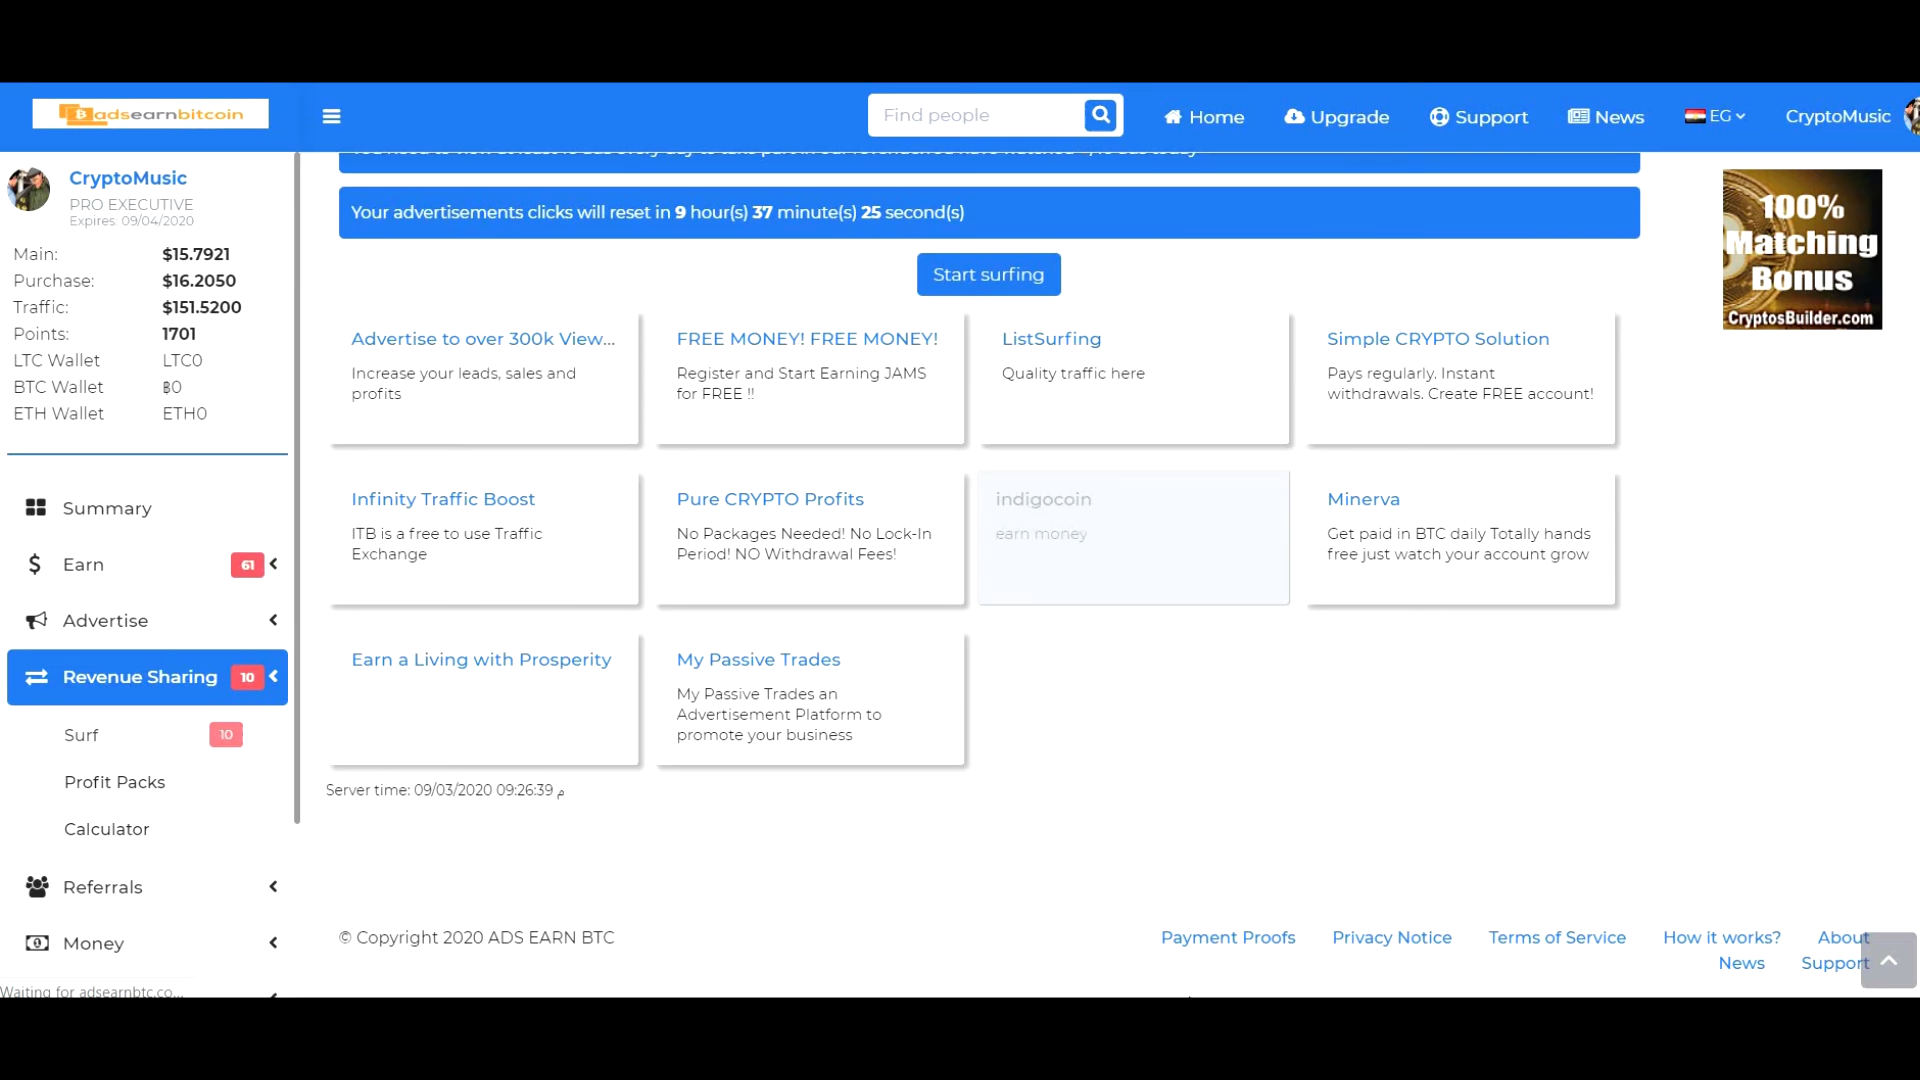 adsearnbitcoin
Find people
Home
Upgrade
Support
News
EG
CryptoMusic
CryptoMusic
PRO EXECUTIVE
Expires: 09/04/2020
Main: $15.7921
Purchase: $16.2050
Traffic: $151.5200
Points: 1701
LTC Wallet LTC0
BTC Wallet ฿0
ETH Wallet ETH0
Summary
Earn 61
Advertise
Revenue Sharing 10
Surf 10
Profit Packs
Calculator
Referrals
Money
Waiting for adsearnbtc.co...
Your advertisements clicks will reset in 9 hour(s) 37 minute(s) 25 second(s)
Start surfing
Advertise to over 300k View...
Increase your leads, sales and
profits
FREE MONEY! FREE MONEY!
Register and Start Earning JAMS
for FREE !!
ListSurfing
Quality traffic here
Simple CRYPTO Solution
Pays regularly. Instant
withdrawals. Create FREE account!
Infinity Traffic Boost
ITB is a free to use Traffic
Exchange
Pure CRYPTO Profits
No Packages Needed! No Lock-In
Period! NO Withdrawal Fees!
indigocoin
earn money
Minerva
Get paid in BTC daily Totally hands
free just watch your account grow
Earn a Living with Prosperity
My Passive Trades
My Passive Trades an
Advertisement Platform to
promote your business
Server time: 09/03/2020 09:26:39 م
100%
Matching
Bonus
CryptosBuilder.com
© Copyright 2020 ADS EARN BTC
Payment Proofs
Privacy Notice
Terms of Service
How it works?
About
News
Support